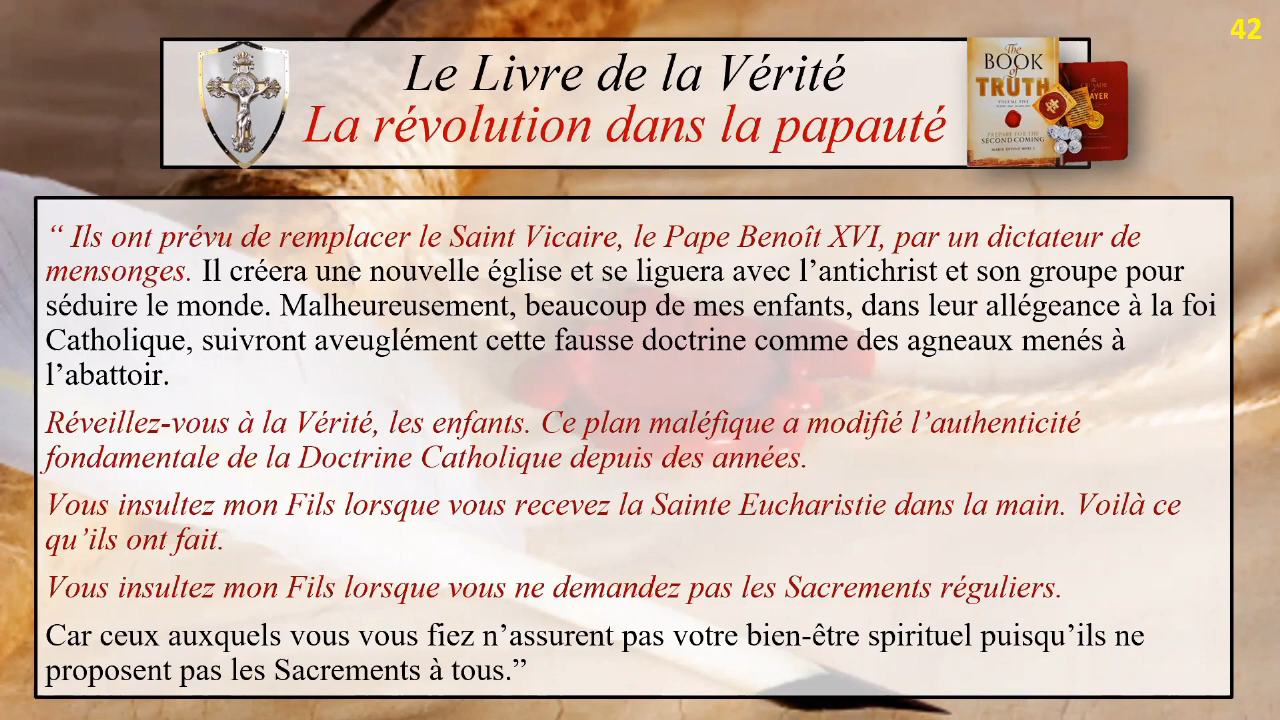 42
Le Livre de la Vérité
La révolution dans la papauté
The
BOOK
of
TRUTH
PREPARE FOR THE
SECOND COMING
“ Ils ont prévu de remplacer le Saint Vicaire, le Pape Benoît XVI, par un dictateur de
mensonges. Il créera une nouvelle église et se liguera avec l’antichrist et son groupe pour
séduire le monde. Malheureusement, beaucoup de mes enfants, dans leur allégeance à la foi
Catholique, suivront aveuglément cette fausse doctrine comme des agneaux menés à
l’abattoir.
Réveillez-vous à la Vérité, les enfants. Ce plan maléfique a modifié l’authenticité
fondamentale de la Doctrine Catholique depuis des années.
Vous insultez mon Fils lorsque vous recevez la Sainte Eucharistie dans la main. Voilà ce
qu’ils ont fait.
Vous insultez mon Fils lorsque vous ne demandez pas les Sacrements réguliers.
Car ceux auxquels vous vous fiez n’assurent pas votre bien-être spirituel puisqu’ils ne
proposent pas les Sacrements à tous.”